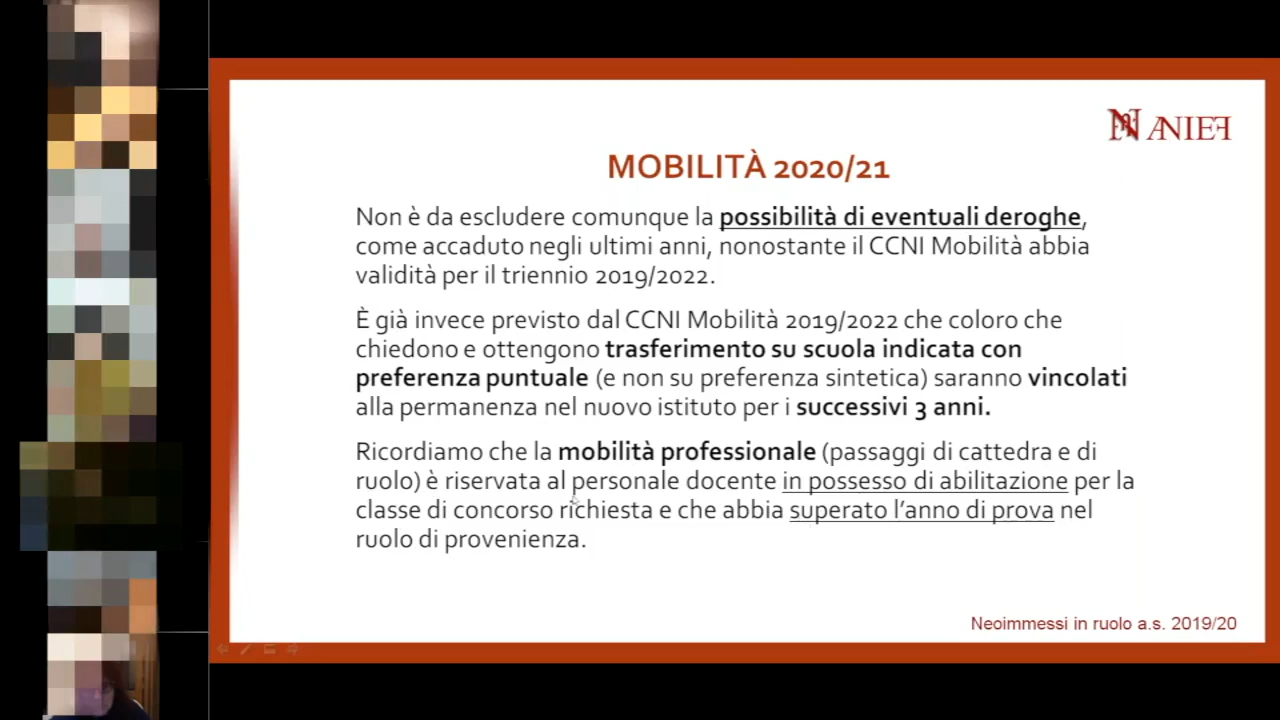 ANIEF
MOBILITÀ 2020/21
Non è da escludere comunque la possibilità di eventuali deroghe,
come accaduto negli ultimi anni, nonostante il CCNI Mobilità abbia
validità per il triennio 2019/2022.
È già invece previsto dal CCNI Mobilità 2019/2022 che coloro che
chiedono e ottengono trasferimento su scuola indicata con
preferenza puntuale (e non su preferenza sintetica) saranno vincolati
alla permanenza nel nuovo istituto per i successivi 3 anni.
Ricordiamo che la mobilità professionale (passaggi di cattedra e di
ruolo) è riservata al personale docente in possesso di abilitazione per la
classe di concorso richiesta e che abbia superato l’anno di prova nel
ruolo di provenienza.
Neoimmessi in ruolo a.s. 2019/20